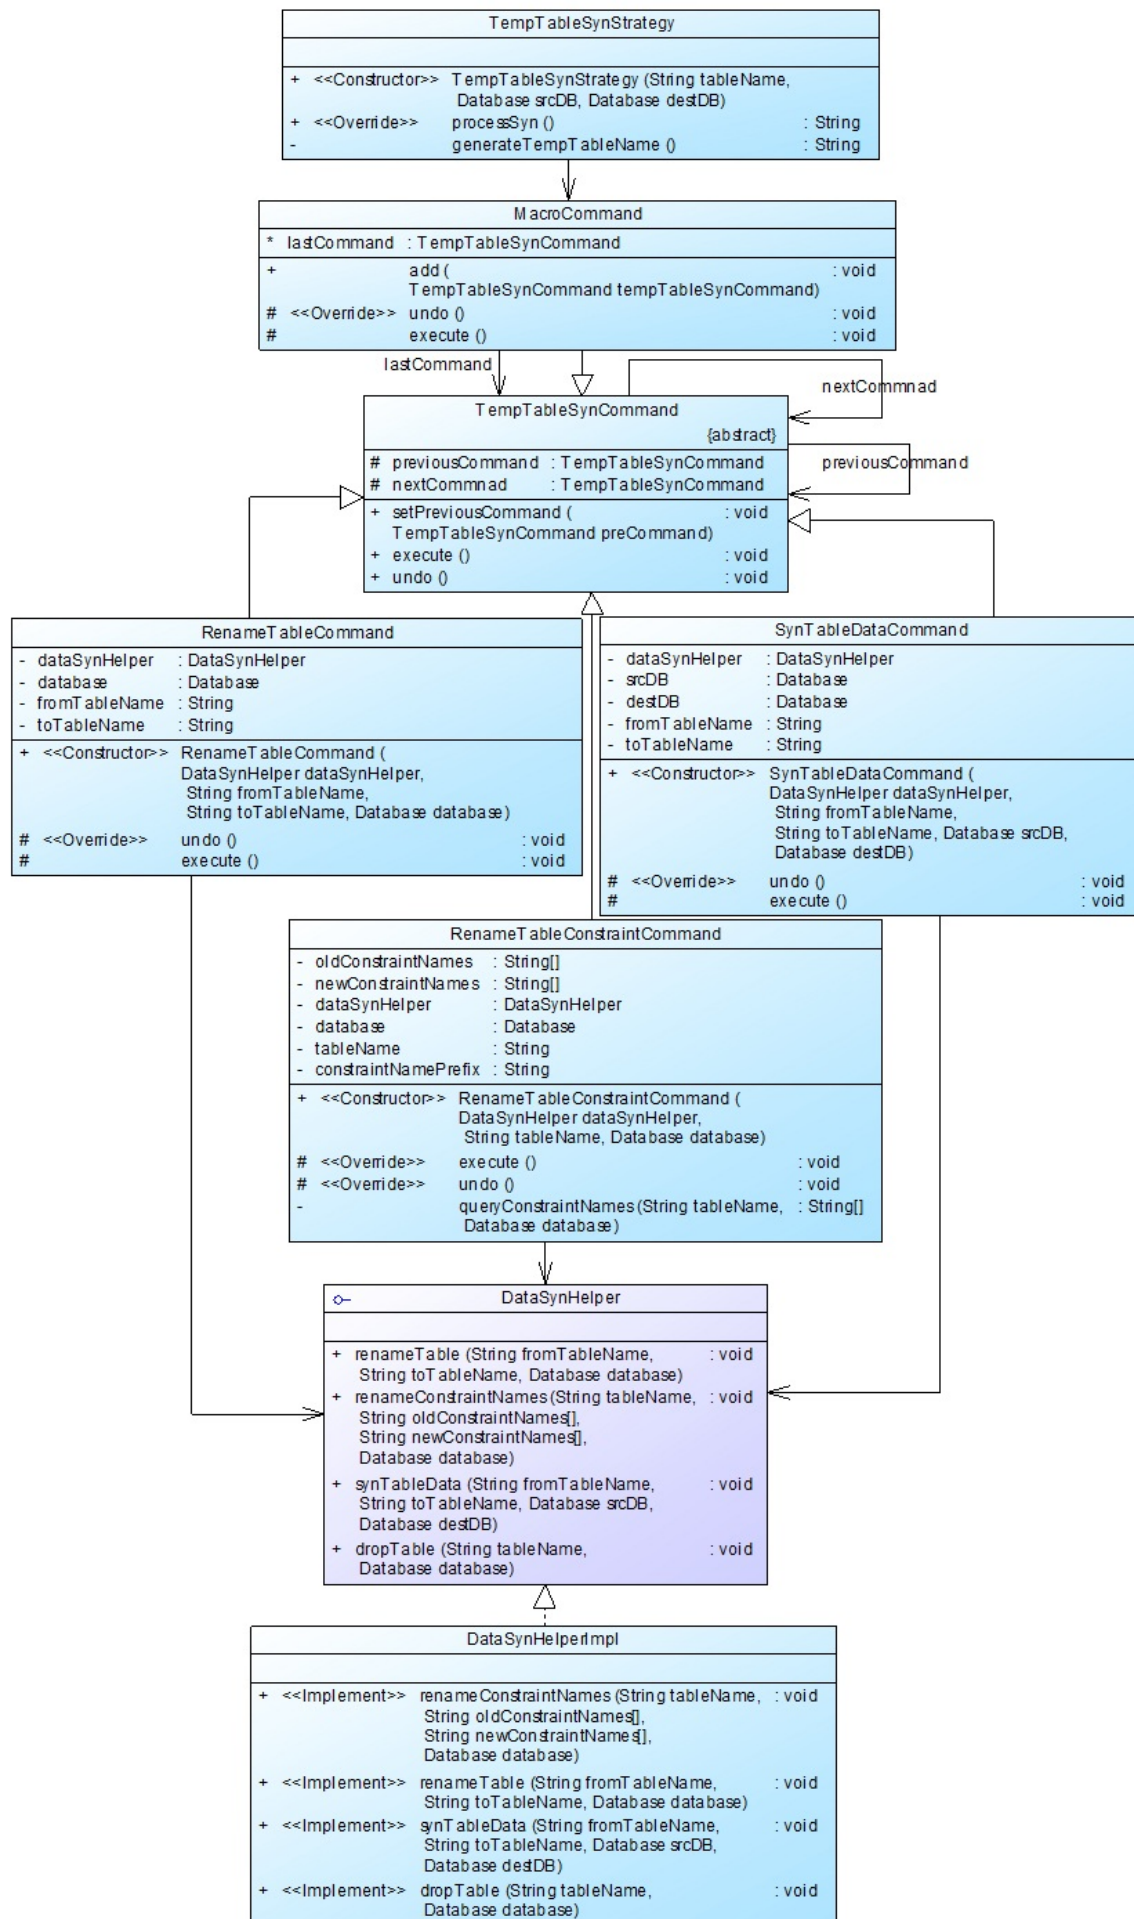 TempTableSynStrategy
+ <<Constructor>> TempTableSynStrategy (String tableName,
Database srcDB, Database destDB)
+ <<Override>> processSyn () : String
- generateTempTableName () : String
MacroCommand
* lastCommand : TempTableSynCommand
+ add ( : void
TempTableSynCommand tempTableSynCommand)
# <<Override>> undo () : void
# execute () : void
lastCommand
nextCommnad
TempTableSynCommand
{abstract}
previousCommand
# previousCommand : TempTableSynCommand
# nextCommnad : TempTableSynCommand
+ setPreviousCommand ( : void
TempTableSynCommand preCommand)
+ execute () : void
+ undo () : void
RenameTableCommand
- dataSynHelper : DataSynHelper
- database : Database
- fromTableName : String
- toTableName : String
+ <<Constructor>> RenameTableCommand (
DataSynHelper dataSynHelper,
String fromTableName,
String toTableName, Database database)
# <<Override>> undo () : void
# execute () : void
SynTableDataCommand
- dataSynHelper : DataSynHelper
- srcDB : Database
- destDB : Database
- fromTableName : String
- toTableName : String
+ <<Constructor>> SynTableDataCommand (
DataSynHelper dataSynHelper,
String fromTableName,
String toTableName, Database srcDB,
Database destDB)
# <<Override>> undo () : void
# execute () : void
RenameTableConstraintCommand
- oldConstraintNames : String[]
- newConstraintNames : String[]
- dataSynHelper : DataSynHelper
- database : Database
- tableName : String
- constraintNamePrefix : String
+ <<Constructor>> RenameTableConstraintCommand (
DataSynHelper dataSynHelper,
String tableName, Database database)
# <<Override>> execute () : void
# <<Override>> undo () : void
- queryConstraintNames (String tableName, : String[]
Database database)
DataSynHelper
+ renameTable (String fromTableName, : void
String toTableName, Database database)
+ renameConstraintNames (String tableName, : void
String oldConstraintNames[],
String newConstraintNames[],
Database database)
+ synTableData (String fromTableName, : void
String toTableName, Database srcDB,
Database destDB)
+ dropTable (String tableName, : void
Database database)
DataSynHelperImpl
+ <<Implement>> renameConstraintNames (String tableName, : void
String oldConstraintNames[],
String newConstraintNames[],
Database database)
+ <<Implement>> renameTable (String fromTableName, : void
String toTableName, Database database)
+ <<Implement>> synTableData (String fromTableName, : void
String toTableName, Database srcDB,
Database destDB)
+ <<Implement>> dropTable (String tableName, : void
Database database)